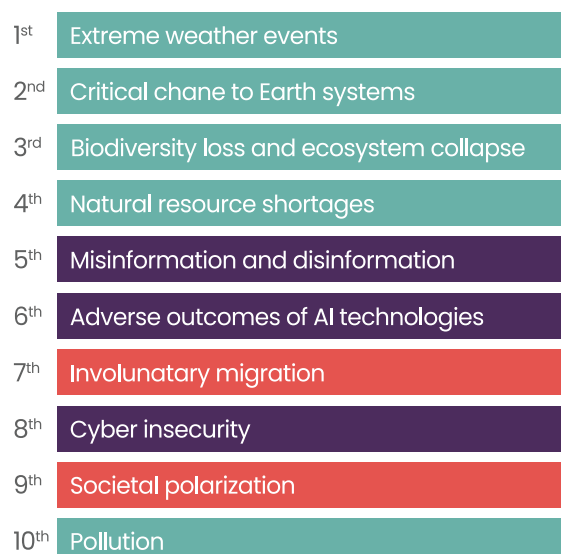 1st Extreme weather events
2nd Critical chane to Earth systems
3rd Biodiversity loss and ecosystem collapse
4th Natural resource shortages
5th Misinformation and disinformation
6th Adverse outcomes of AI technologies
7th Involunatary migration
8th Cyber insecurity
9th Societal polarization
10th Pollution